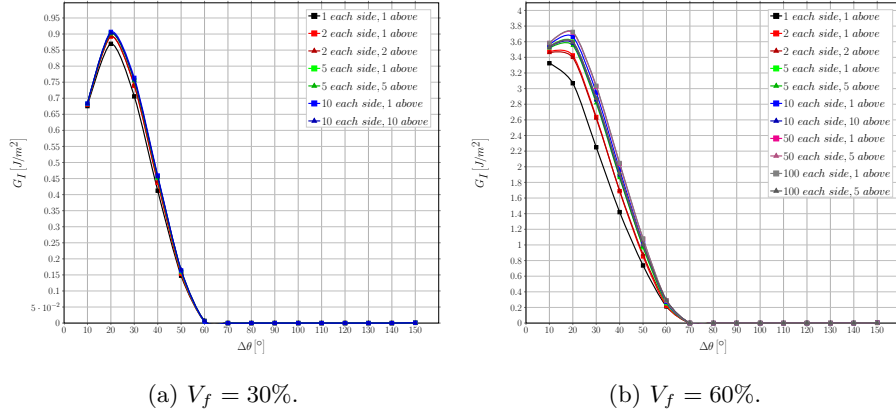 0.95
0.9
0.85
0.8
0.75
0.7
0.65
0.6
0.55
0.5
0.45
0.4
0.35
0.3
0.25
0.2
0.15
0.1
5 · 10⁻²
0
G_I [J/m²]
0 10 20 30 40 50 60 70 80 90 100 110 120 130 140 150
Δθ [°]
1 each side, 1 above
2 each side, 1 above
2 each side, 2 above
5 each side, 1 above
5 each side, 5 above
10 each side, 1 above
10 each side, 10 above
(a) V_f = 30%.
4
3.8
3.6
3.4
3.2
3
2.8
2.6
2.4
2.2
2
1.8
1.6
1.4
1.2
1
0.8
0.6
0.4
0.2
0
G_I [J/m²]
0 10 20 30 40 50 60 70 80 90 100 110 120 130 140 150
Δθ [°]
1 each side, 1 above
2 each side, 1 above
2 each side, 2 above
5 each side, 1 above
5 each side, 5 above
10 each side, 1 above
10 each side, 10 above
50 each side, 1 above
50 each side, 5 above
100 each side, 1 above
100 each side, 5 above
(b) V_f = 60%.